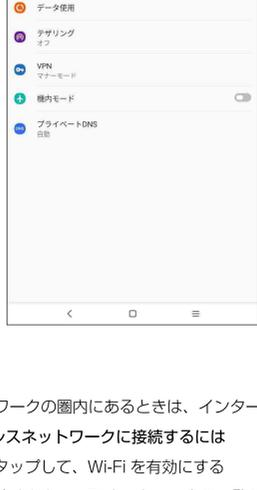 データ使用
テザリング
オフ
VPN
マナーモード
機内モード
プライベートDNS
自動
ワークの圏内にあるときは、インター
スネットワークに接続するには
タップして、Wi-Fi を有効にする